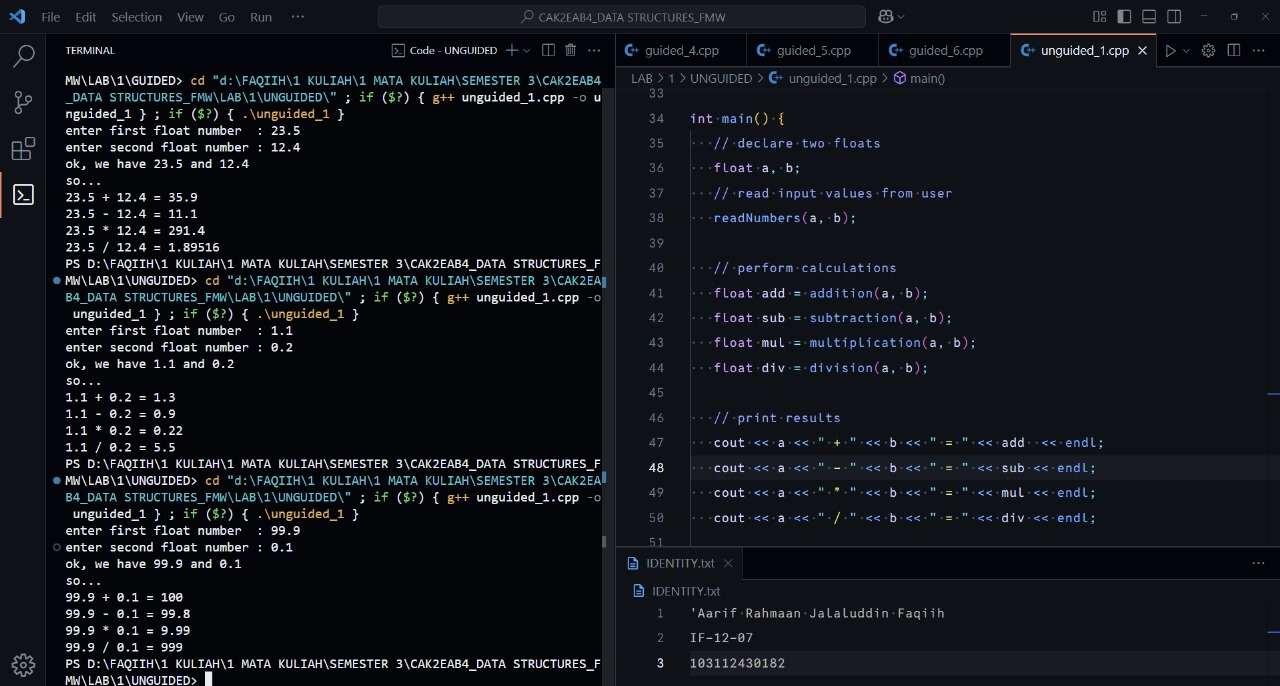 File Edit Selection View Go Run ···
CAK2EAB4_DATA STRUCTURES_FMW
TERMINAL
Code - UNGUIDED
MW\LAB\1\GUIDED> cd "d:\FAQIIH\1 KULIAH\1 MATA KULIAH\SEMESTER 3\CAK2EAB4
_DATA STRUCTURES_FMW\LAB\1\UNGUIDED\" ; if ($?) { g++ unguided_1.cpp -o u
nguided_1 } ; if ($?) { .\unguided_1 }
enter first float number  : 23.5
enter second float number : 12.4
ok, we have 23.5 and 12.4
so...
23.5 + 12.4 = 35.9
23.5 - 12.4 = 11.1
23.5 * 12.4 = 291.4
23.5 / 12.4 = 1.89516
PS D:\FAQIIH\1 KULIAH\1 MATA KULIAH\SEMESTER 3\CAK2EAB4_DATA STRUCTURES_F
MW\LAB\1\UNGUIDED> cd "d:\FAQIIH\1 KULIAH\1 MATA KULIAH\SEMESTER 3\CAK2EA
B4_DATA STRUCTURES_FMW\LAB\1\UNGUIDED\" ; if ($?) { g++ unguided_1.cpp -o
 unguided_1 } ; if ($?) { .\unguided_1 }
enter first float number  : 1.1
enter second float number : 0.2
ok, we have 1.1 and 0.2
so...
1.1 + 0.2 = 1.3
1.1 - 0.2 = 0.9
1.1 * 0.2 = 0.22
1.1 / 0.2 = 5.5
PS D:\FAQIIH\1 KULIAH\1 MATA KULIAH\SEMESTER 3\CAK2EAB4_DATA STRUCTURES_F
MW\LAB\1\UNGUIDED> cd "d:\FAQIIH\1 KULIAH\1 MATA KULIAH\SEMESTER 3\CAK2EA
B4_DATA STRUCTURES_FMW\LAB\1\UNGUIDED\" ; if ($?) { g++ unguided_1.cpp -o
 unguided_1 } ; if ($?) { .\unguided_1 }
enter first float number  : 99.9
enter second float number : 0.1
ok, we have 99.9 and 0.1
so...
99.9 + 0.1 = 100
99.9 - 0.1 = 99.8
99.9 * 0.1 = 9.99
99.9 / 0.1 = 999
PS D:\FAQIIH\1 KULIAH\1 MATA KULIAH\SEMESTER 3\CAK2EAB4_DATA STRUCTURES_F
MW\LAB\1\UNGUIDED>
guided_4.cpp guided_5.cpp guided_6.cpp unguided_1.cpp
LAB > 1 > UNGUIDED > unguided_1.cpp > main()
33
34 int main() {
35     // declare two floats
36     float a, b;
37     // read input values from user
38     readNumbers(a, b);
39
40     // perform calculations
41     float add = addition(a, b);
42     float sub = subtraction(a, b);
43     float mul = multiplication(a, b);
44     float div = division(a, b);
45
46     // print results
47     cout << a << " + " << b << " = " << add  << endl;
48     cout << a << " - " << b << " = " << sub << endl;
49     cout << a << " * " << b << " = " << mul << endl;
50     cout << a << " / " << b << " = " << div << endl;
51
IDENTITY.txt
IDENTITY.txt
1 'Aarif Rahmaan Jalaluddin Faqiih
2 IF-12-07
3 103112430182